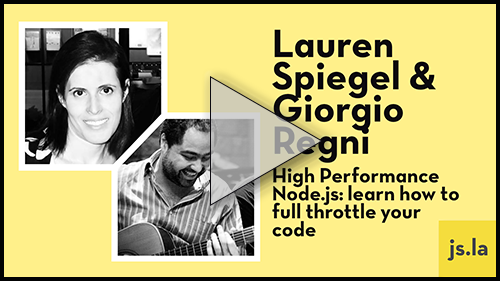 Lauren
Spiegel &
Giorgio
Regni
High Performance
Node.js: learn how to
full throttle your
code
js.la